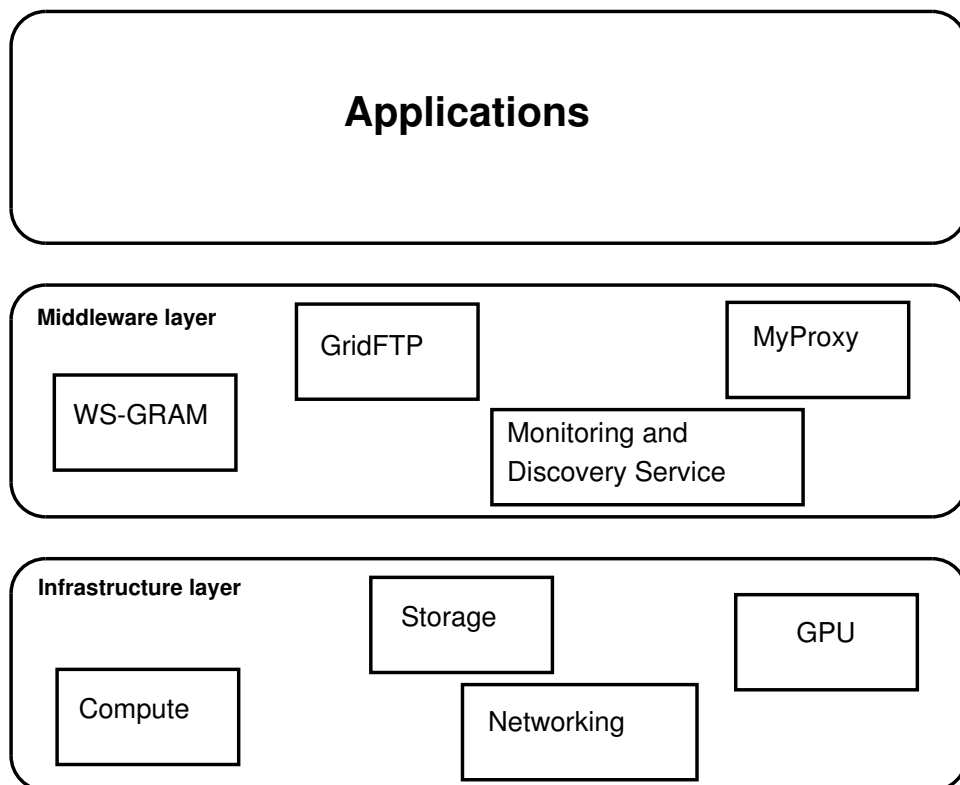 Applications
Middleware layer
GridFTP
MyProxy
WS-GRAM
Monitoring and
Discovery Service
Infrastructure layer
Storage
GPU
Compute
Networking